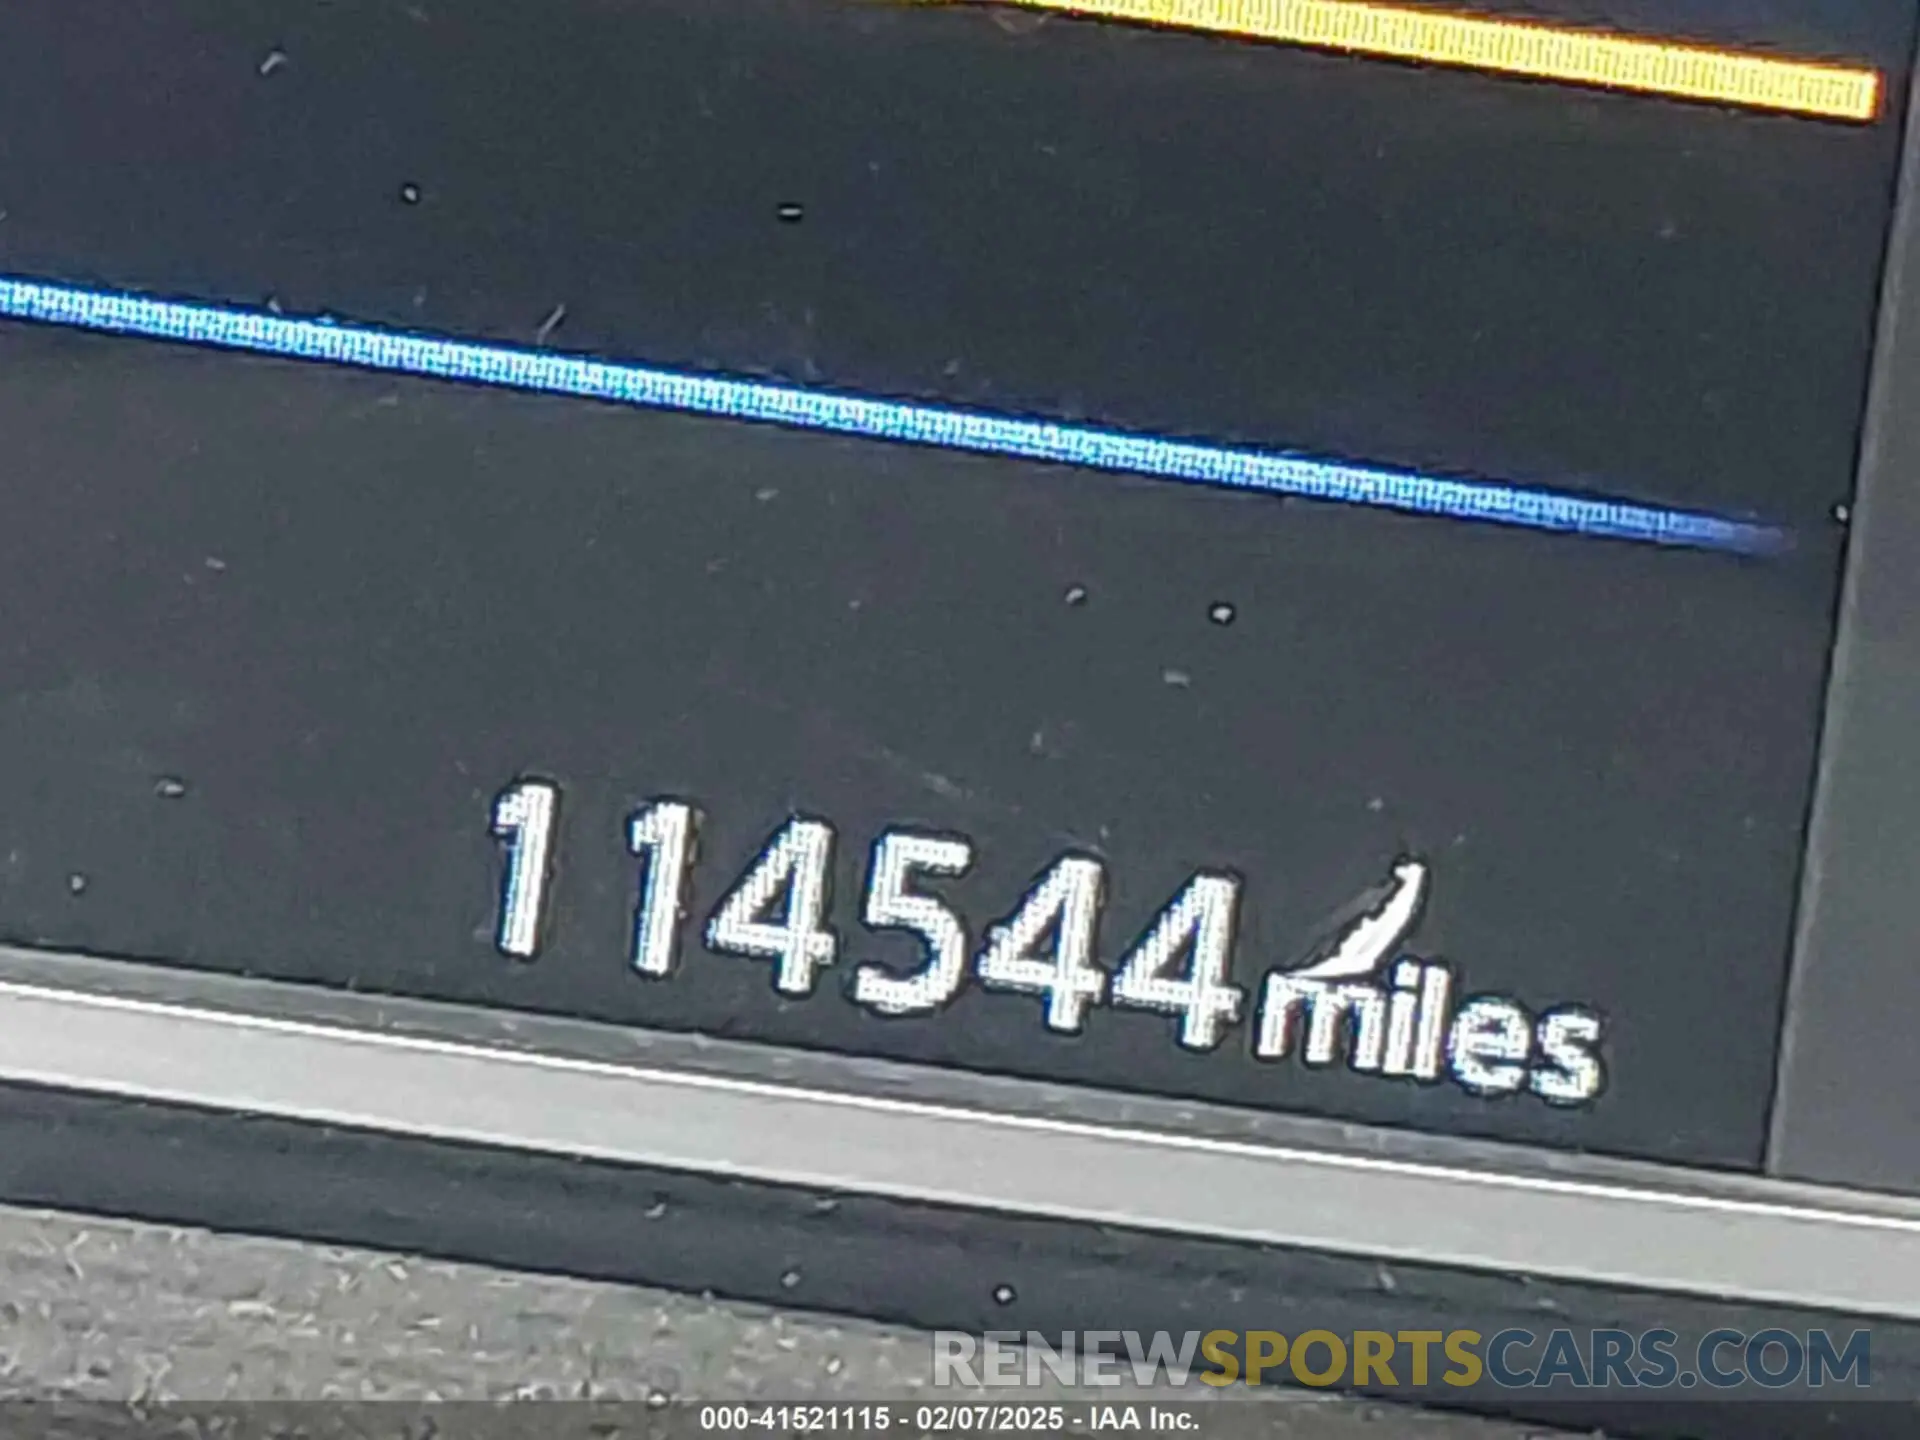 114544 miles
RENEWSPORTSCARS.COM
000-41521115 - 02/07/2025 - IAA Inc.